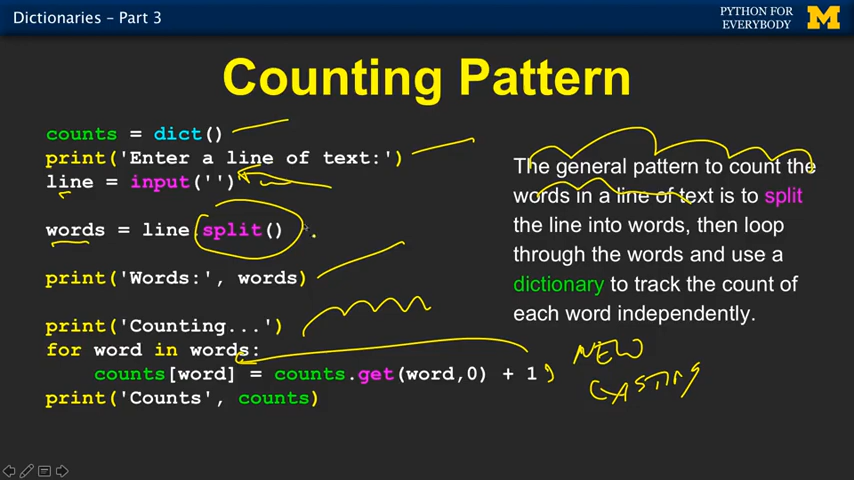 Dictionaries – Part 3
PYTHON FOR
EVERYBODY
M
Counting Pattern
counts = dict()
print('Enter a line of text:')
line = input('')
words = line.split()
print('Words:', words)
print('Counting...')
for word in words:
counts[word] = counts.get(word,0) + 1
print('Counts', counts)
The general pattern to count the
words in a line of text is to split
the line into words, then loop
through the words and use a
dictionary to track the count of
each word independently.
NEW